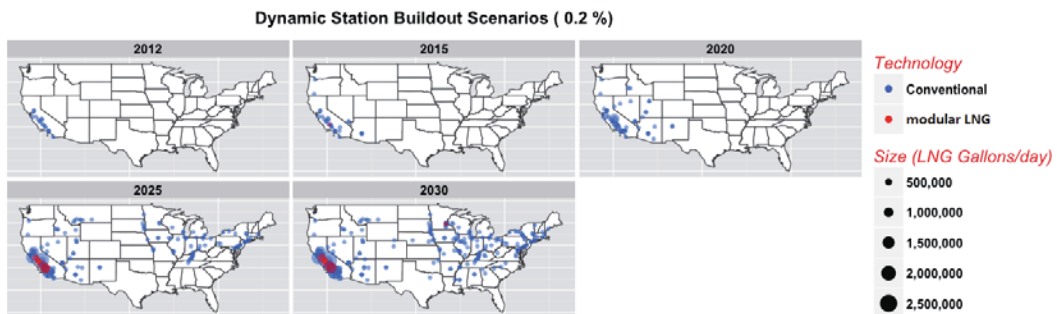 Dynamic Station Buildout Scenarios ( 0.2 %)
2012
2015
2020
2025
2030
Technology
Conventional
modular LNG
Size (LNG Gallons/day)
500,000
1,000,000
1,500,000
2,000,000
2,500,000